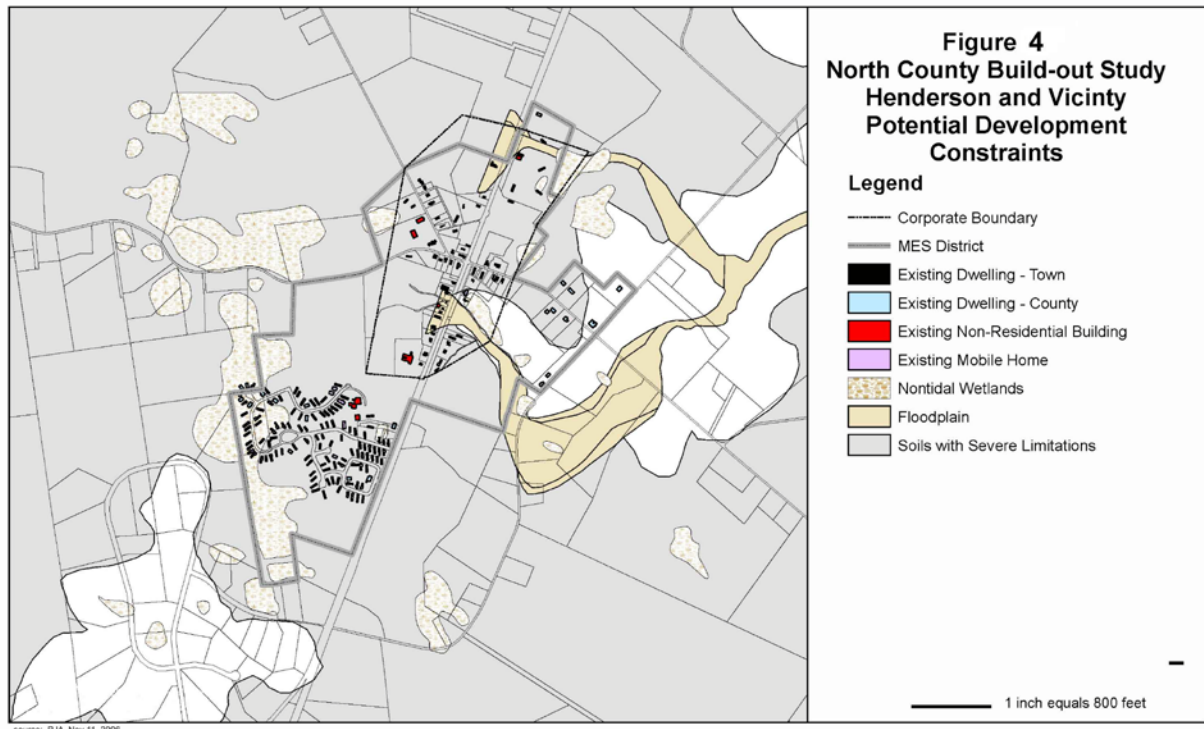 Figure 4
North County Build-out Study
Henderson and Vicinty
Potential Development
Constraints
Legend
Corporate Boundary
MES District
Existing Dwelling - Town
Existing Dwelling - County
Existing Non-Residential Building
Existing Mobile Home
Nontidal Wetlands
Floodplain
Soils with Severe Limitations
1 inch equals 800 feet